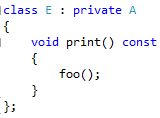 class E : private A
{
    void print() const
    {
        foo();
    }
};